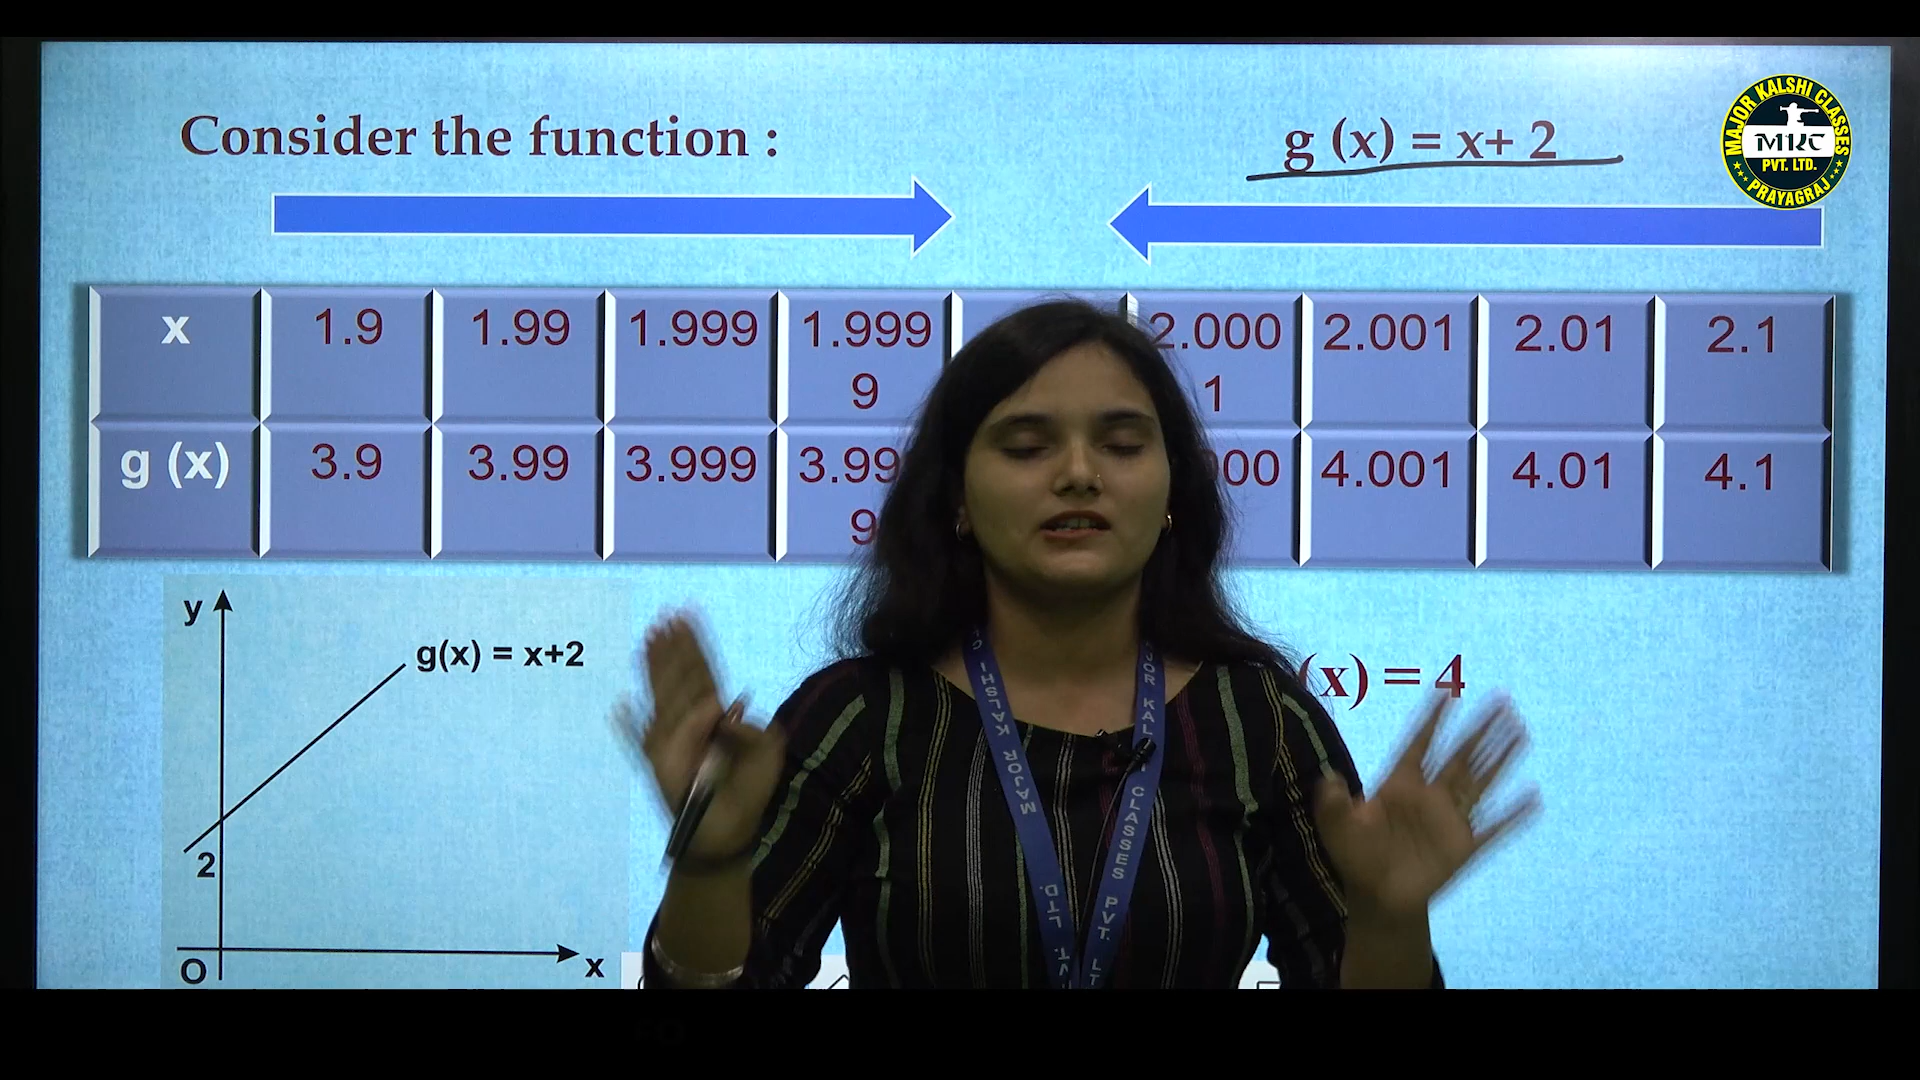 Consider the function :
g (x) = x+ 2
MAJOR KALSHI CLASSES
MKC
PVT. LTD.
PRAYAGRAJ
x 1.9 1.99 1.999 1.999 2.000 2.001 2.01 2.1
9 1
g (x) 3.9 3.99 3.999 3.99 00 4.001 4.01 4.1
9
y
g(x) = x+2
(x) = 4
2
O
x
MAJOR KALSHI
LTD.
CLASSES PVT.